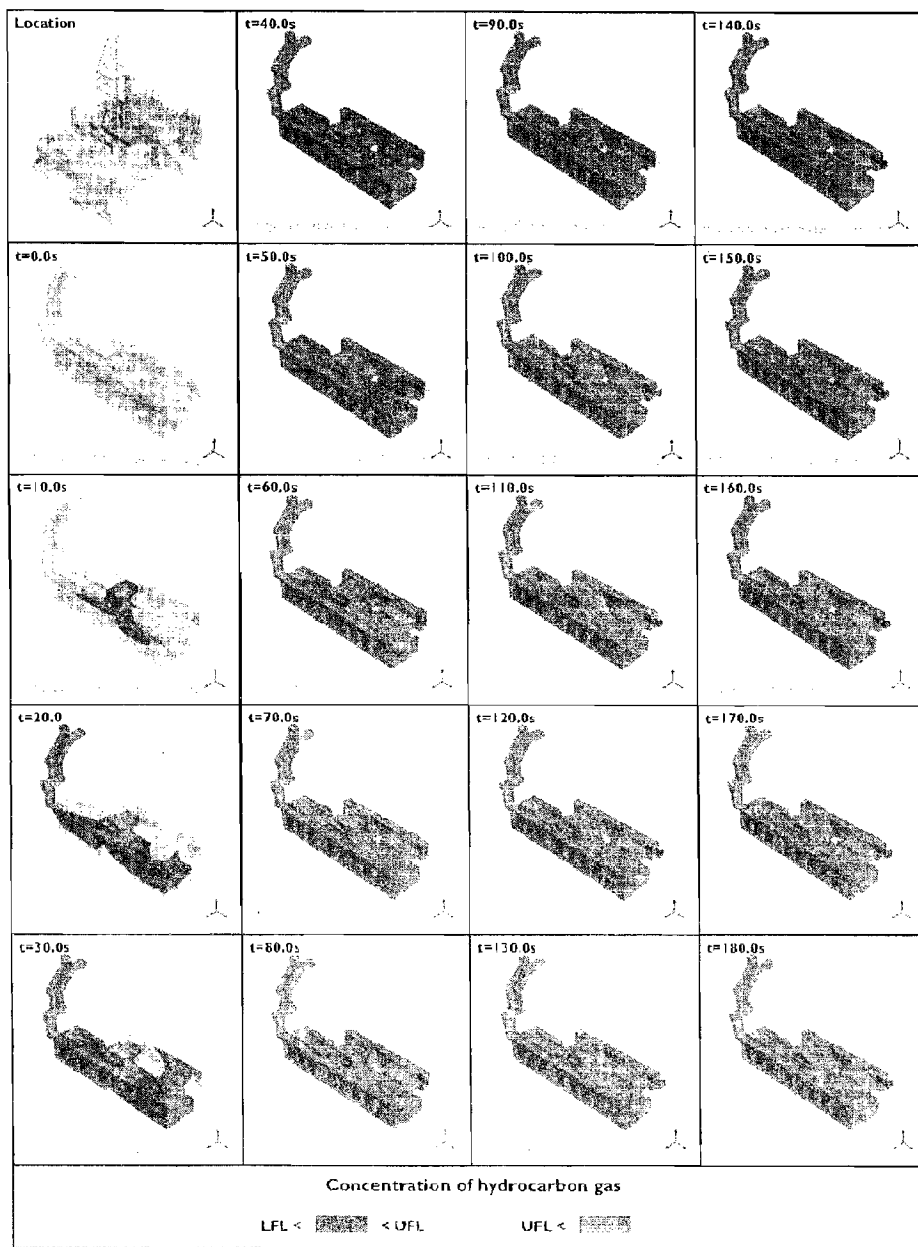 Location
t=40.0s
t=90.0s
t=140.0s
t=0.0s
t=50.0s
t=100.0s
t=150.0s
t=10.0s
t=60.0s
t=110.0s
t=160.0s
t=20.0
t=70.0s
t=120.0s
t=170.0s
t=30.0s
t=80.0s
t=130.0s
t=180.0s
Concentration of hydrocarbon gas
LFL < < UFL UFL <